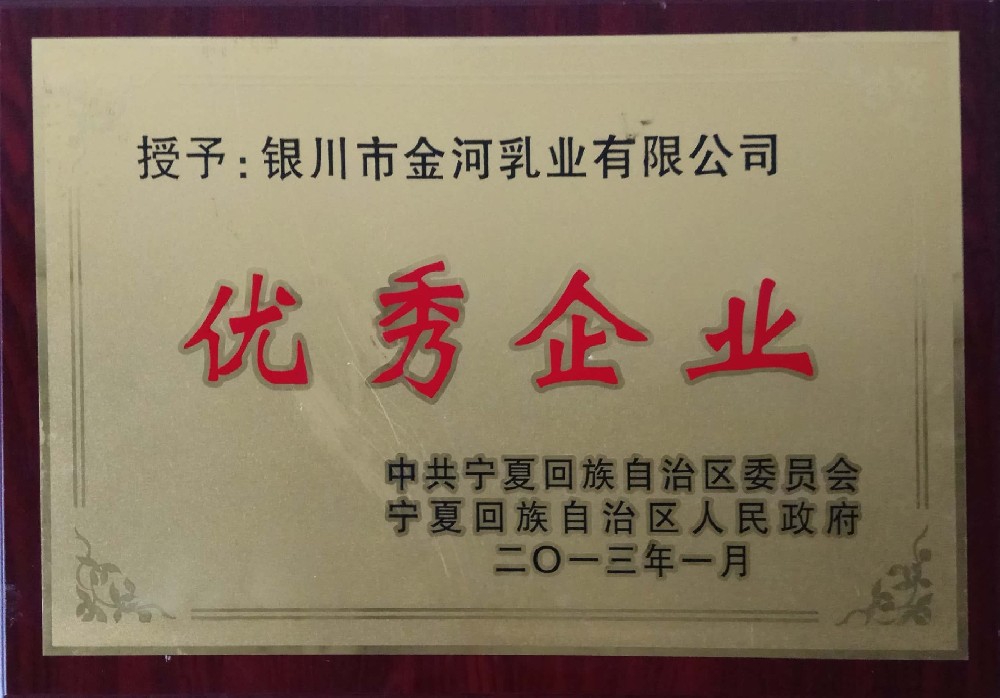 授予:银川市金河乳业有限公司
优秀企业
中共宁夏回族自治区委员会
宁夏回族自治区人民政府
二〇一三年一月